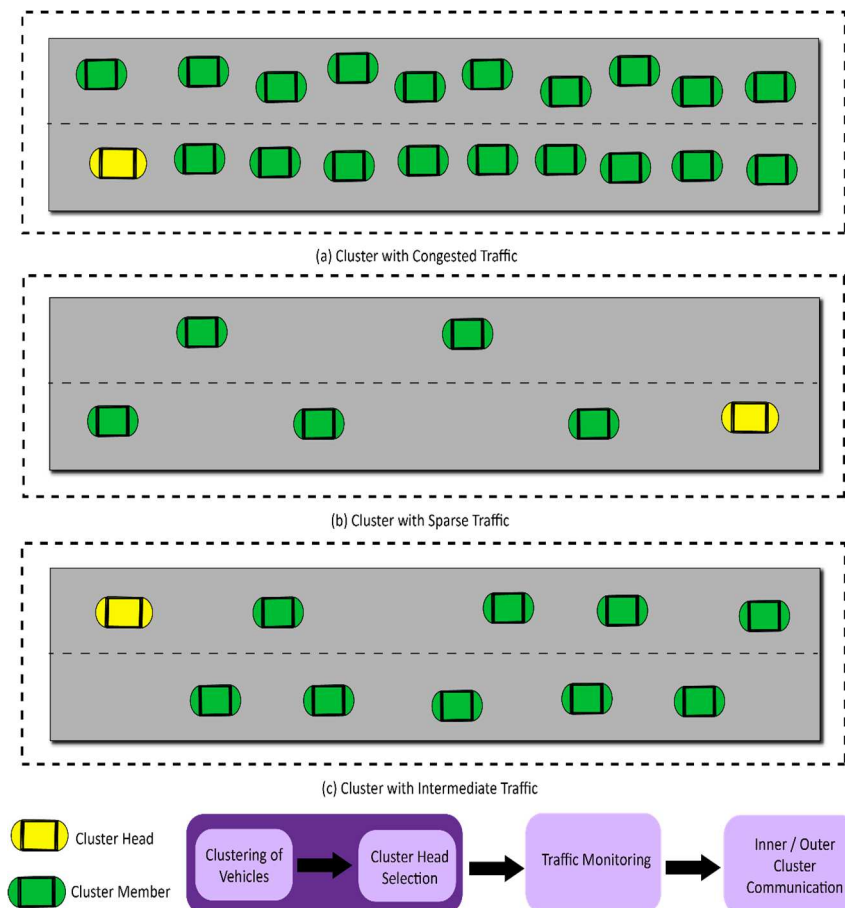 (a) Cluster with Congested Traffic
(b) Cluster with Sparse Traffic
(c) Cluster with Intermediate Traffic
Cluster Head
Cluster Member
Clustering of
Vehicles
Cluster Head
Selection
Traffic Monitoring
Inner / Outer
Cluster
Communication